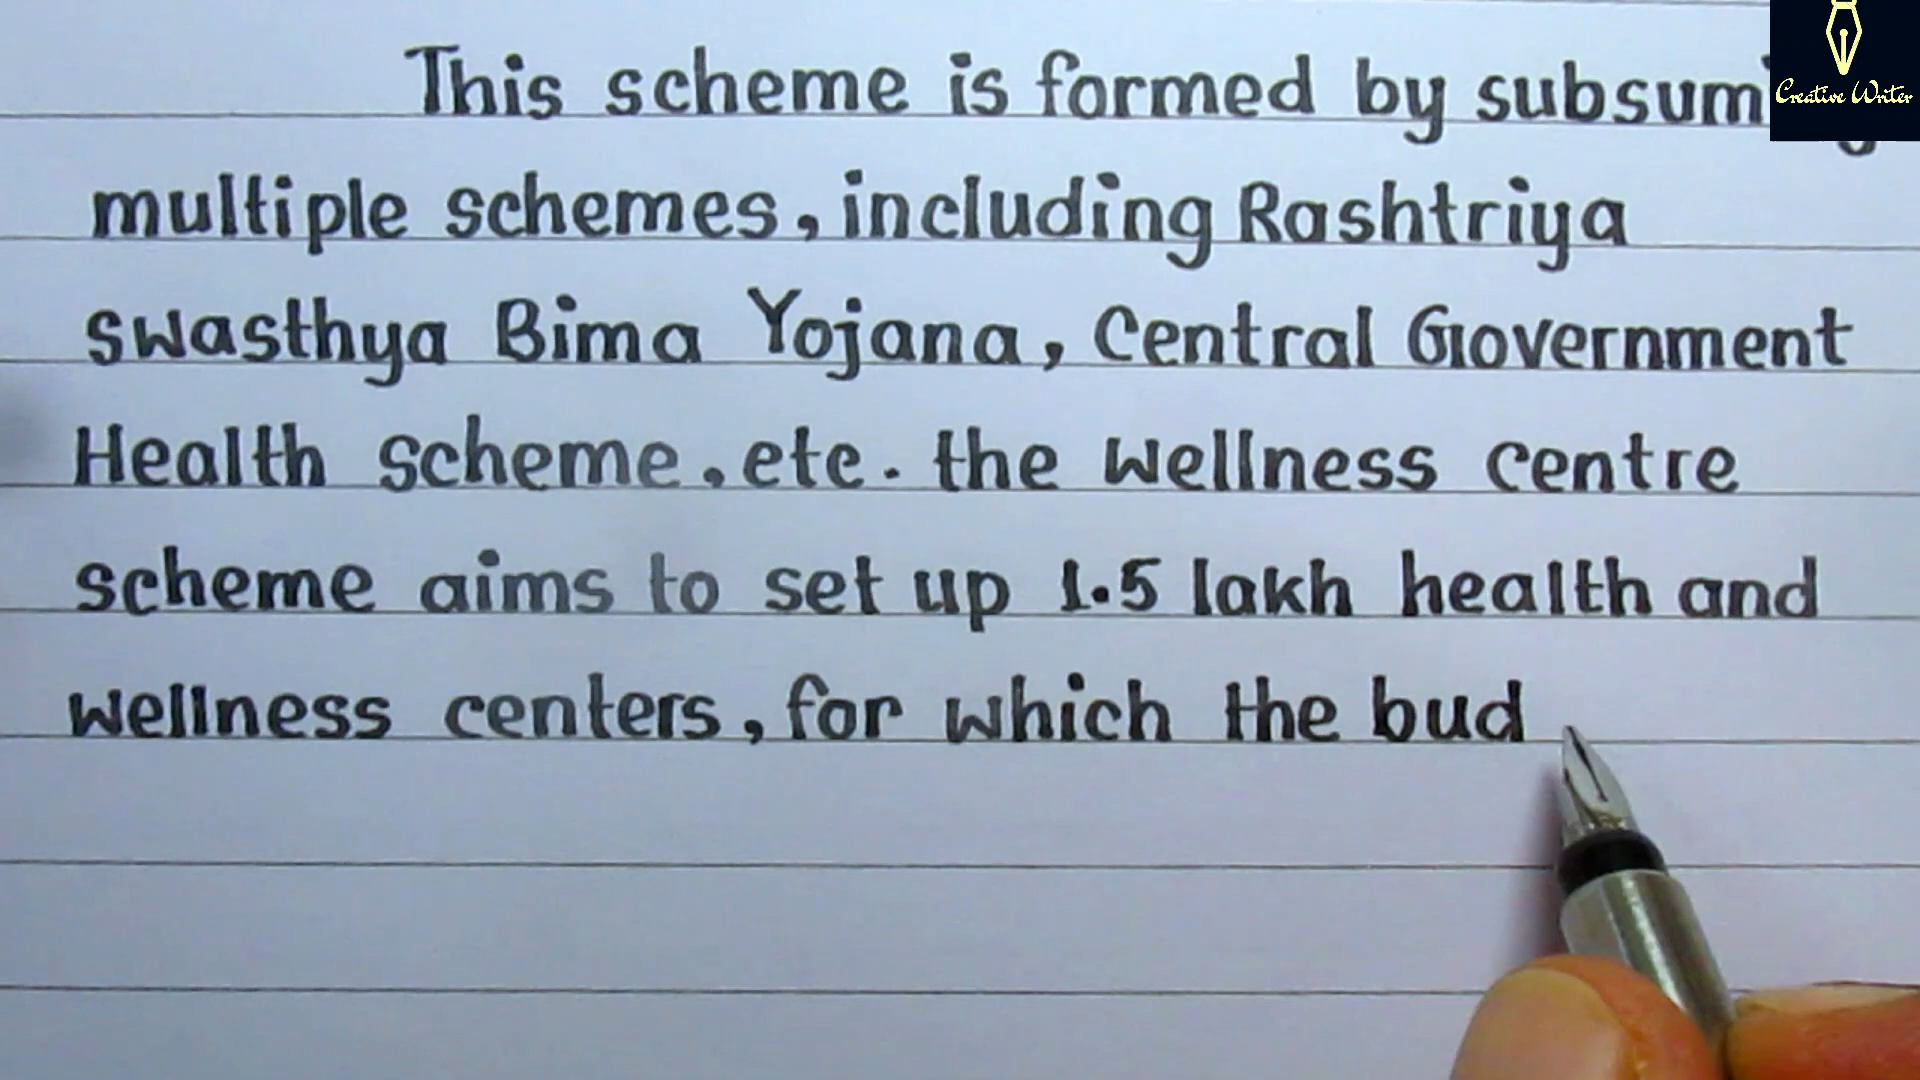 This scheme is formed by subsuming
multiple schemes, including Rashtriya
swasthya Bima Yojana, Central Government
Health scheme, etc. the wellness centre
scheme aims to set up 1.5 lakh health and
wellness centers, for which the bud
Creative Writer